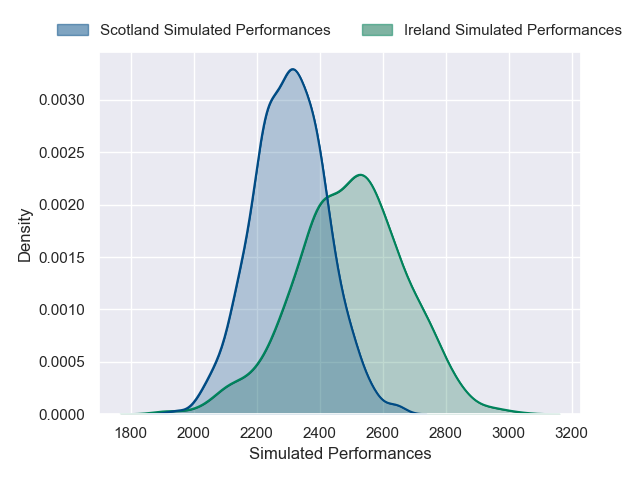 Scotland Simulated Performances
Ireland Simulated Performances
0.0030
0.0025
0.0020
0.0015
0.0010
0.0005
0.0000
Density
1800 2000 2200 2400 2600 2800 3000 3200
Simulated Performances